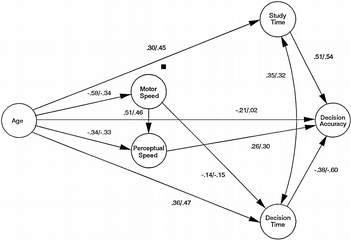 Study
Time
.30/.45
Motor
Speed
.51/.54
.35/.32
-.58/-.34
.51/.46
Age
-.21/.02
Decision
Accuracy
-.34/-.33
Perceptual
Speed
.26/.30
-.14/-.15
-.38/-.60
.36/.47
Decision
Time